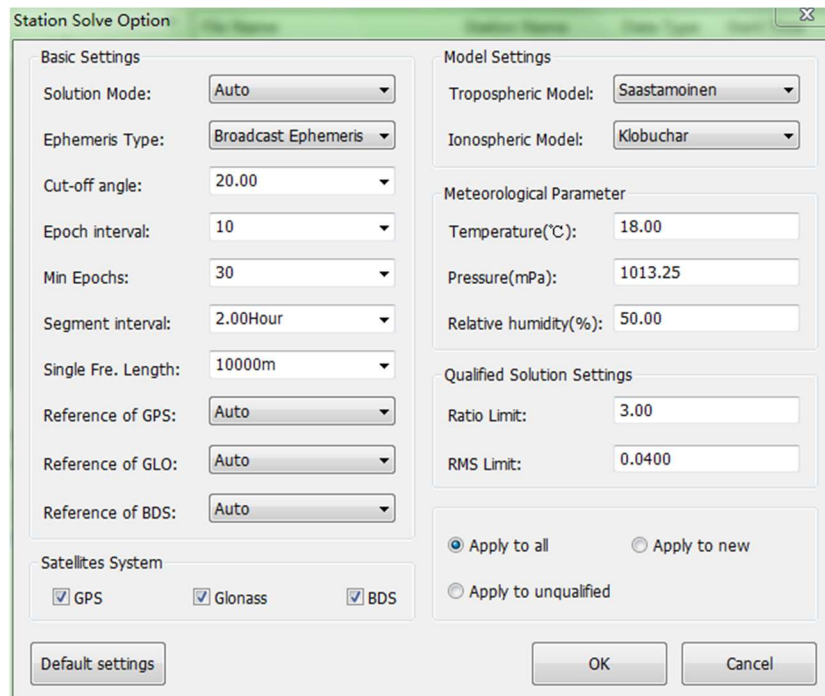 Station Solve Option
Basic Settings
Solution Mode: Auto
Ephemeris Type: Broadcast Ephemeris
Cut-off angle: 20.00
Epoch interval: 10
Min Epochs: 30
Segment interval: 2.00Hour
Single Fre. Length: 10000m
Reference of GPS: Auto
Reference of GLO: Auto
Reference of BDS: Auto
Satellites System
GPS Glonass BDS
Model Settings
Tropospheric Model: Saastamoinen
Ionospheric Model: Klobuchar
Meteorological Parameter
Temperature(℃): 18.00
Pressure(mPa): 1013.25
Relative humidity(%): 50.00
Qualified Solution Settings
Ratio Limit: 3.00
RMS Limit: 0.0400
Apply to all Apply to new
Apply to unqualified
Default settings OK Cancel